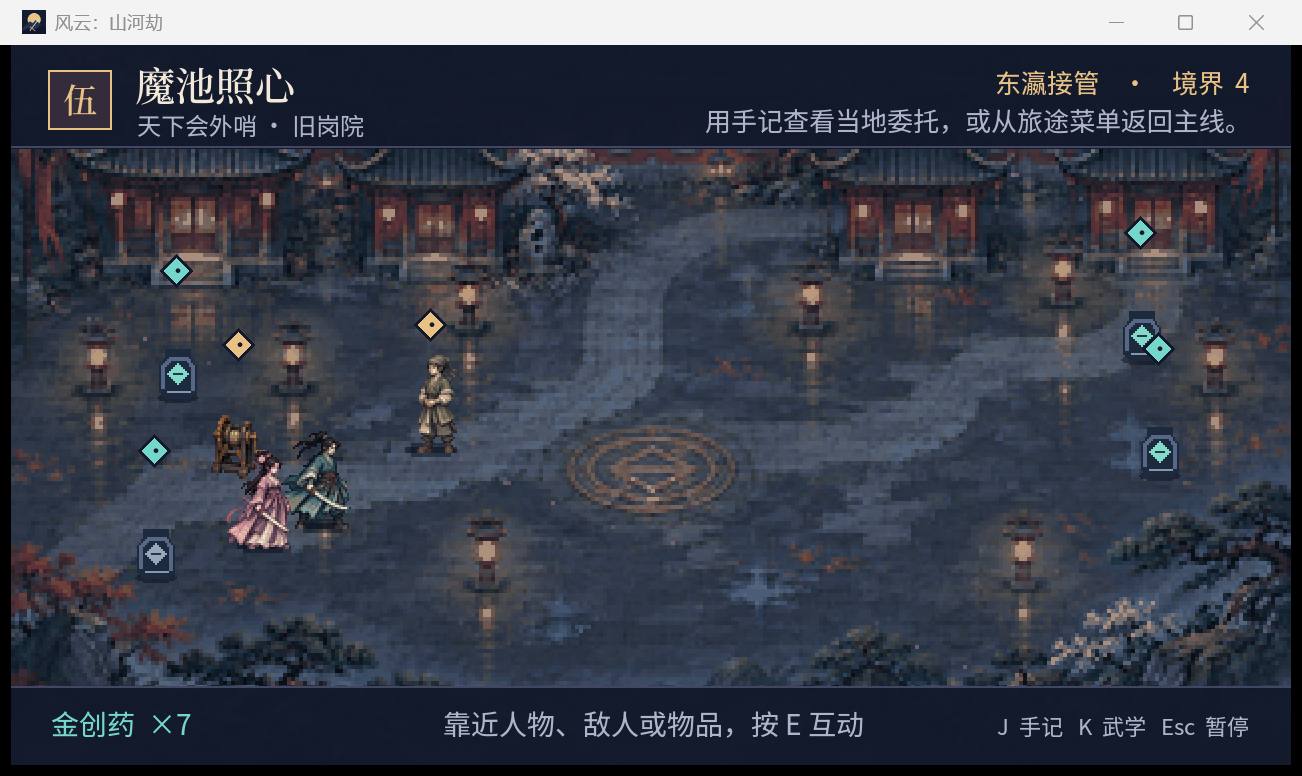 风云：山河劫
伍
魔池照心
天下会外哨 · 旧岗院
东瀛接管 · 境界 4
用手记查看当地委托，或从旅途菜单返回主线。
金创药 ×7
靠近人物、敌人或物品，按 E 互动
J 手记 K 武学 Esc 暂停